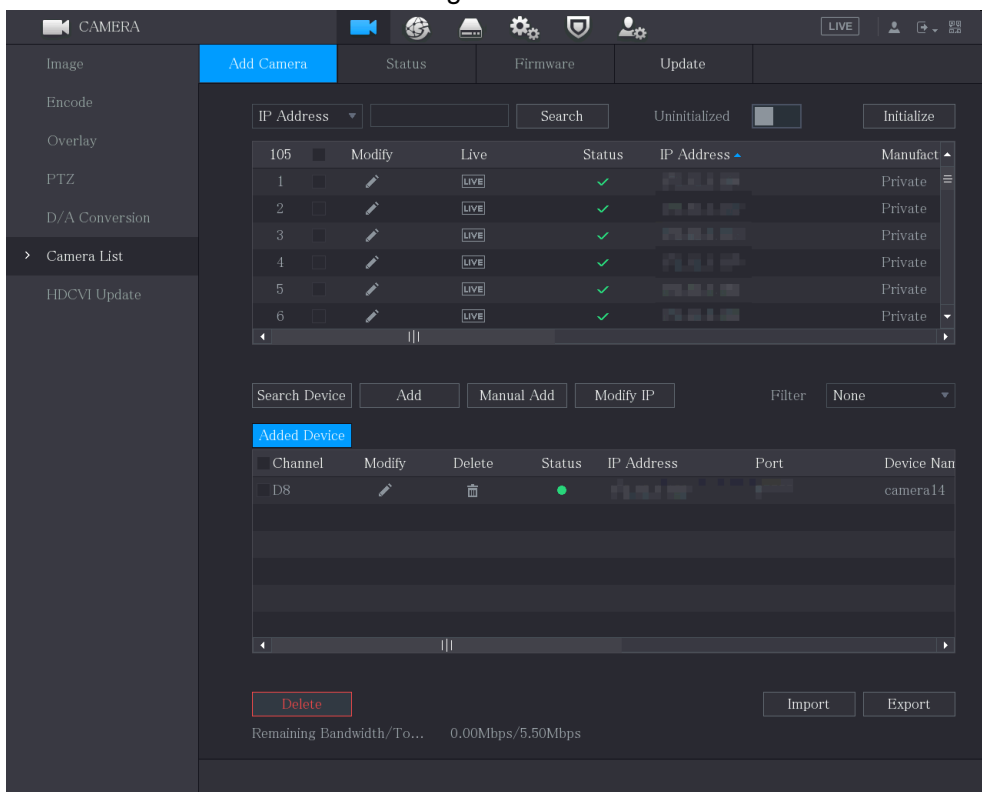 CAMERA LIVE
Image
Encode
Overlay
PTZ
D/A Conversion
Camera List
HDCVI Update
Add Camera Status Firmware Update
IP Address Search Uninitialized Initialize
105 Modify Live Status IP Address Manufact
1 LIVE Private
2 LIVE Private
3 LIVE Private
4 LIVE Private
5 LIVE Private
6 LIVE Private
Search Device Add Manual Add Modify IP Filter None
Added Device
Channel Modify Delete Status IP Address Port Device Nam
D8 camera14
Delete Import Export
Remaining Bandwidth/To... 0.00Mbps/5.50Mbps